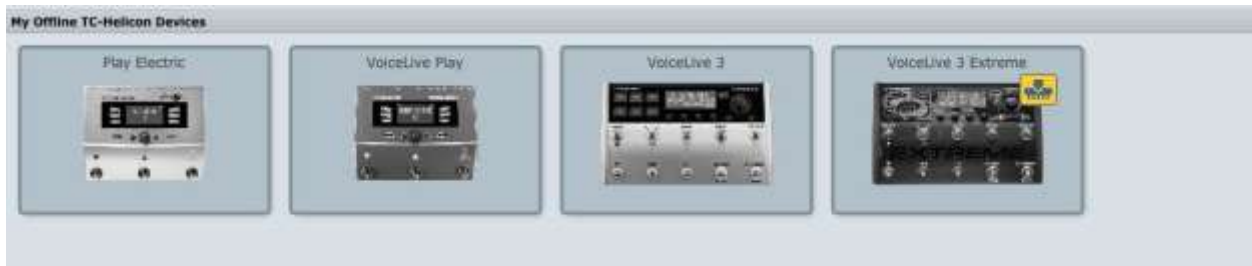 My Offline TC-Helicon Devices
Play Electric
VoiceLive Play
VoiceLive 3
VoiceLive 3 Extreme
EXTREME